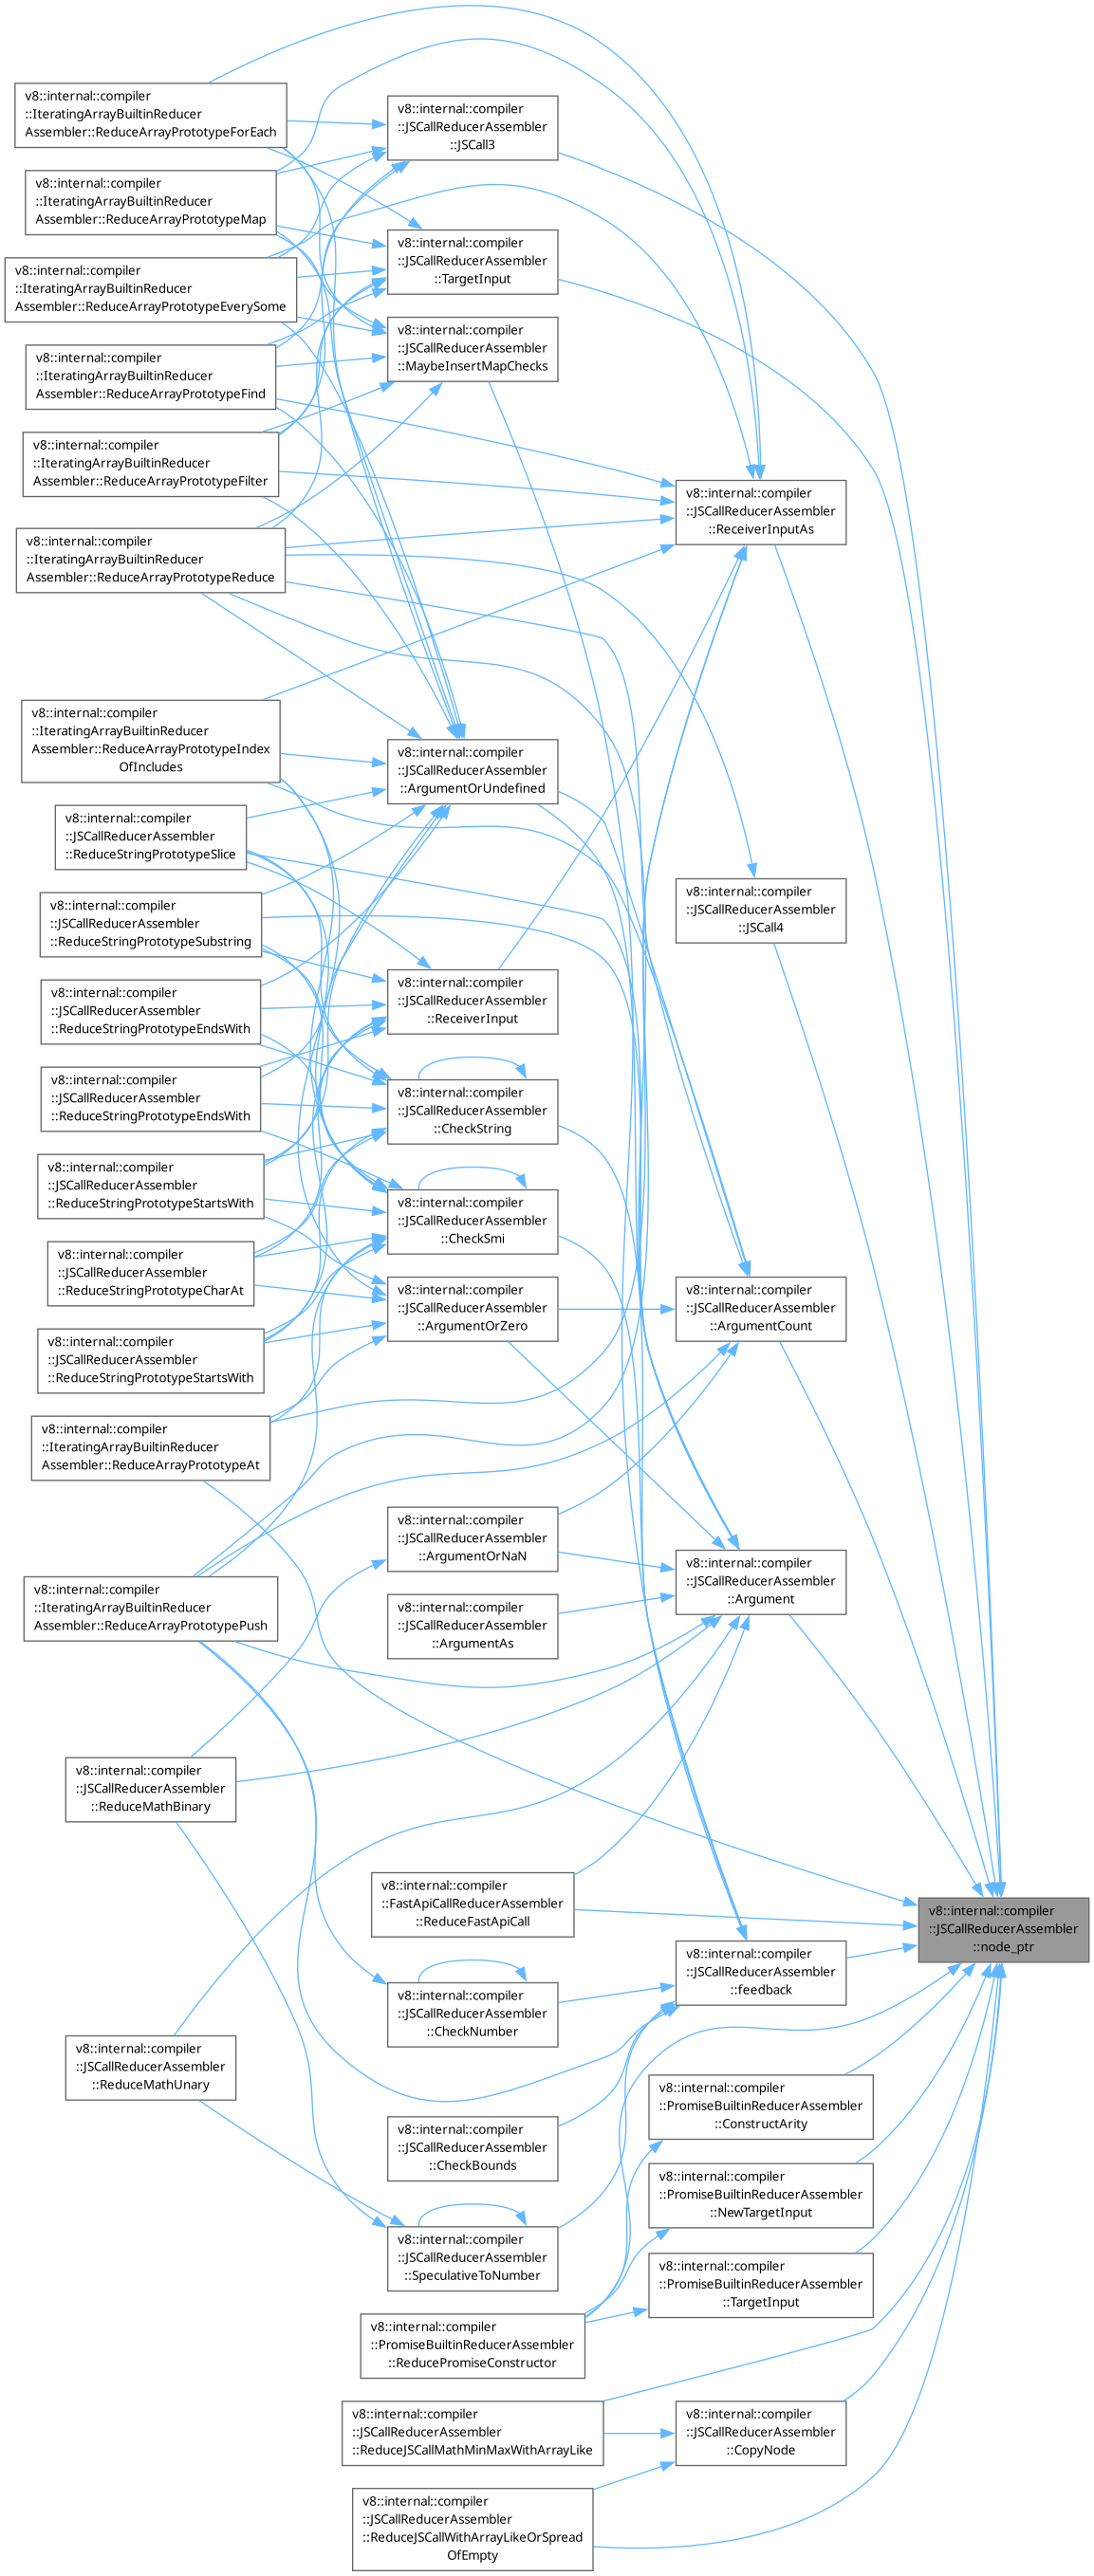 v8::internal::compiler
::IteratingArrayBuiltinReducer
Assembler::ReduceArrayPrototypeForEach
v8::internal::compiler
::IteratingArrayBuiltinReducer
Assembler::ReduceArrayPrototypeMap
v8::internal::compiler
::IteratingArrayBuiltinReducer
Assembler::ReduceArrayPrototypeEverySome
v8::internal::compiler
::IteratingArrayBuiltinReducer
Assembler::ReduceArrayPrototypeFind
v8::internal::compiler
::IteratingArrayBuiltinReducer
Assembler::ReduceArrayPrototypeFilter
v8::internal::compiler
::IteratingArrayBuiltinReducer
Assembler::ReduceArrayPrototypeReduce
v8::internal::compiler
::IteratingArrayBuiltinReducer
Assembler::ReduceArrayPrototypeIndex
OfIncludes
v8::internal::compiler
::JSCallReducerAssembler
::ReduceStringPrototypeSlice
v8::internal::compiler
::JSCallReducerAssembler
::ReduceStringPrototypeSubstring
v8::internal::compiler
::JSCallReducerAssembler
::ReduceStringPrototypeEndsWith
v8::internal::compiler
::JSCallReducerAssembler
::ReduceStringPrototypeEndsWith
v8::internal::compiler
::JSCallReducerAssembler
::ReduceStringPrototypeStartsWith
v8::internal::compiler
::JSCallReducerAssembler
::ReduceStringPrototypeCharAt
v8::internal::compiler
::JSCallReducerAssembler
::ReduceStringPrototypeStartsWith
v8::internal::compiler
::IteratingArrayBuiltinReducer
Assembler::ReduceArrayPrototypeAt
v8::internal::compiler
::IteratingArrayBuiltinReducer
Assembler::ReduceArrayPrototypePush
v8::internal::compiler
::JSCallReducerAssembler
::ReduceMathBinary
v8::internal::compiler
::JSCallReducerAssembler
::ReduceMathUnary
v8::internal::compiler
::JSCallReducerAssembler
::JSCall3
v8::internal::compiler
::JSCallReducerAssembler
::TargetInput
v8::internal::compiler
::JSCallReducerAssembler
::MaybeInsertMapChecks
v8::internal::compiler
::JSCallReducerAssembler
::ArgumentOrUndefined
v8::internal::compiler
::JSCallReducerAssembler
::ReceiverInput
v8::internal::compiler
::JSCallReducerAssembler
::CheckString
v8::internal::compiler
::JSCallReducerAssembler
::CheckSmi
v8::internal::compiler
::JSCallReducerAssembler
::ArgumentOrZero
v8::internal::compiler
::JSCallReducerAssembler
::ArgumentOrNaN
v8::internal::compiler
::JSCallReducerAssembler
::ArgumentAs
v8::internal::compiler
::FastApiCallReducerAssembler
::ReduceFastApiCall
v8::internal::compiler
::JSCallReducerAssembler
::CheckNumber
v8::internal::compiler
::JSCallReducerAssembler
::CheckBounds
v8::internal::compiler
::JSCallReducerAssembler
::SpeculativeToNumber
v8::internal::compiler
::PromiseBuiltinReducerAssembler
::ReducePromiseConstructor
v8::internal::compiler
::JSCallReducerAssembler
::ReduceJSCallMathMinMaxWithArrayLike
v8::internal::compiler
::JSCallReducerAssembler
::ReduceJSCallWithArrayLikeOrSpread
OfEmpty
v8::internal::compiler
::JSCallReducerAssembler
::ReceiverInputAs
v8::internal::compiler
::JSCallReducerAssembler
::JSCall4
v8::internal::compiler
::JSCallReducerAssembler
::ArgumentCount
v8::internal::compiler
::JSCallReducerAssembler
::Argument
v8::internal::compiler
::JSCallReducerAssembler
::feedback
v8::internal::compiler
::PromiseBuiltinReducerAssembler
::ConstructArity
v8::internal::compiler
::PromiseBuiltinReducerAssembler
::NewTargetInput
v8::internal::compiler
::PromiseBuiltinReducerAssembler
::TargetInput
v8::internal::compiler
::JSCallReducerAssembler
::CopyNode
v8::internal::compiler
::JSCallReducerAssembler
::node_ptr